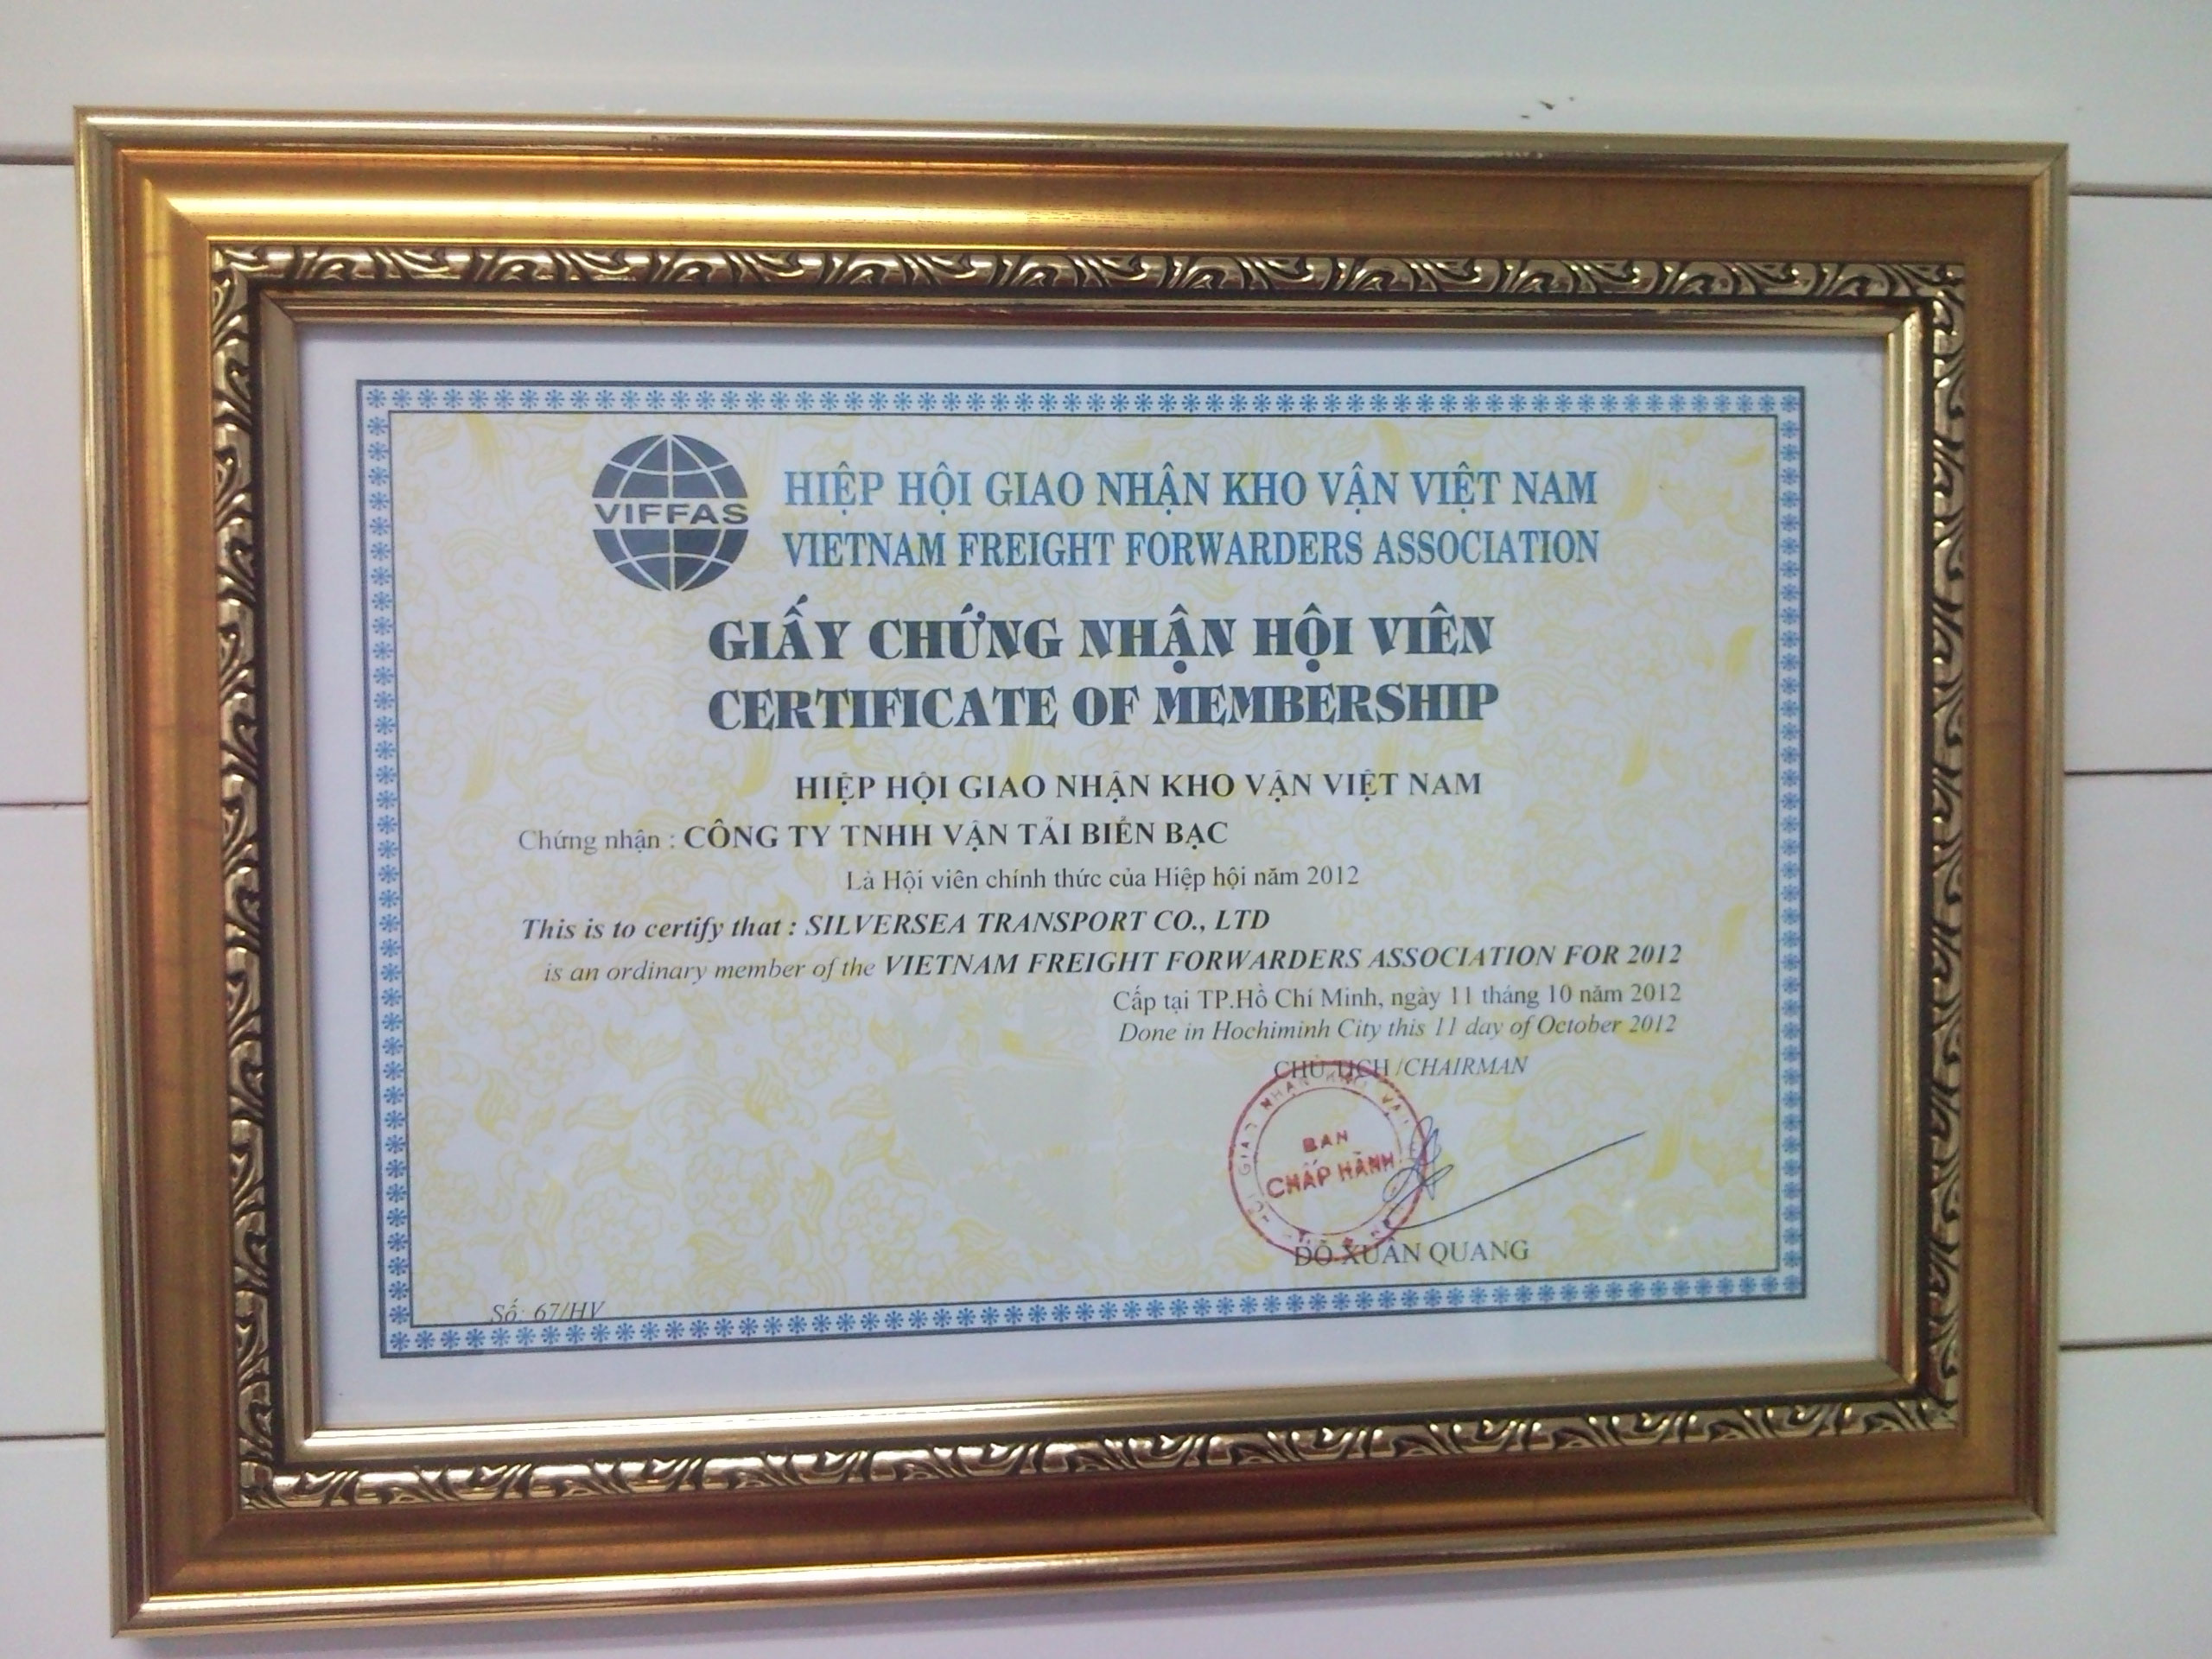 VIFFAS
HIỆP HỘI GIAO NHẬN KHO VẬN VIỆT NAM
VIETNAM FREIGHT FORWARDERS ASSOCIATION
GIẤY CHỨNG NHẬN HỘI VIÊN
CERTIFICATE OF MEMBERSHIP
HIỆP HỘI GIAO NHẬN KHO VẬN VIỆT NAM
Chứng nhận : CÔNG TY TNHH VẬN TẢI BIỂN BẠC
Là Hội viên chính thức của Hiệp hội năm 2012
This is to certify that : SILVERSEA TRANSPORT CO., LTD
is an ordinary member of the VIETNAM FREIGHT FORWARDERS ASSOCIATION FOR 2012
Cấp tại TP.Hồ Chí Minh, ngày 11 tháng 10 năm 2012
Done in Hochiminh City this 11 day of October 2012
CHỦ TỊCH /CHAIRMAN
BAN
CHẤP HÀNH
ĐỖ XUÂN QUANG
Số: 67/HV